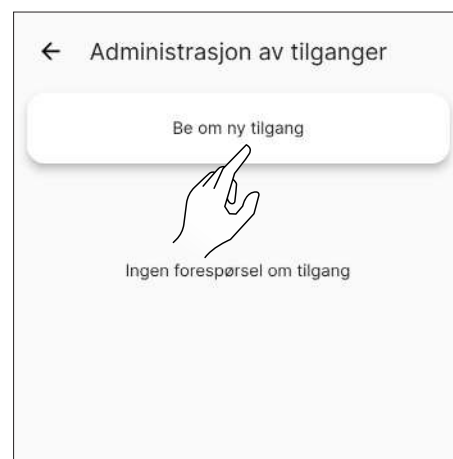 Administrasjon av tilganger
Be om ny tilgang
Ingen forespørsel om tilgang